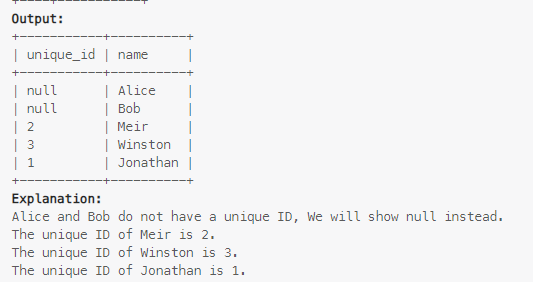 Output:
+-----------+----------+
| unique_id | name     |
+-----------+----------+
| null      | Alice    |
| null      | Bob      |
| 2         | Meir     |
| 3         | Winston  |
| 1         | Jonathan |
+-----------+----------+
Explanation:
Alice and Bob do not have a unique ID, We will show null instead.
The unique ID of Meir is 2.
The unique ID of Winston is 3.
The unique ID of Jonathan is 1.